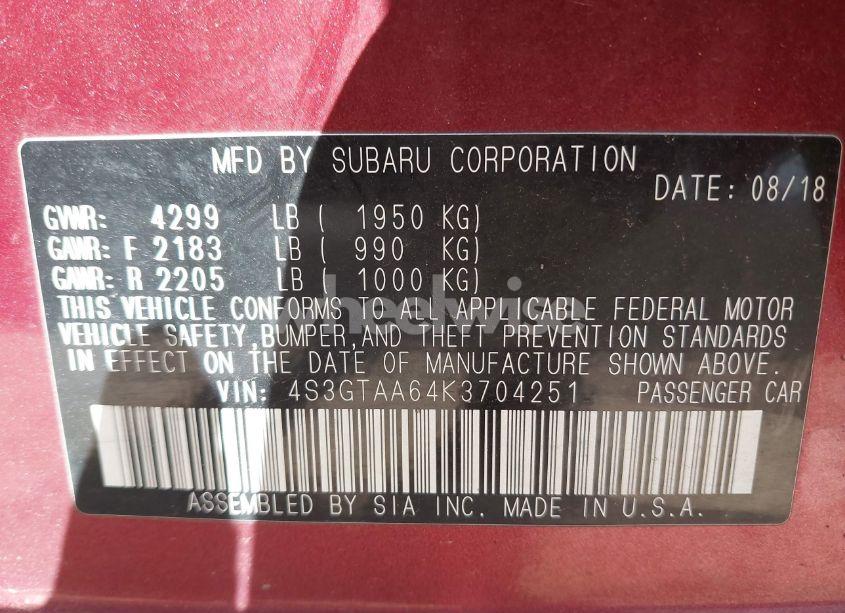 MFD BY SUBARU CORPORATION
DATE: 08/18
GVWR: 4299 LB ( 1950 KG)
GAWR: F 2183 LB ( 990 KG)
GAWR: R 2205 LB ( 1000 KG)
THIS VEHICLE CONFORMS TO ALL APPLICABLE FEDERAL MOTOR
VEHICLE SAFETY,BUMPER,AND THEFT PREVENTION STANDARDS
IN EFFECT ON THE DATE OF MANUFACTURE SHOWN ABOVE.
VIN: 4S3GTAA64K3704251 PASSENGER CAR
ASSEMBLED BY SIA INC. MADE IN U.S.A.
wheelwise